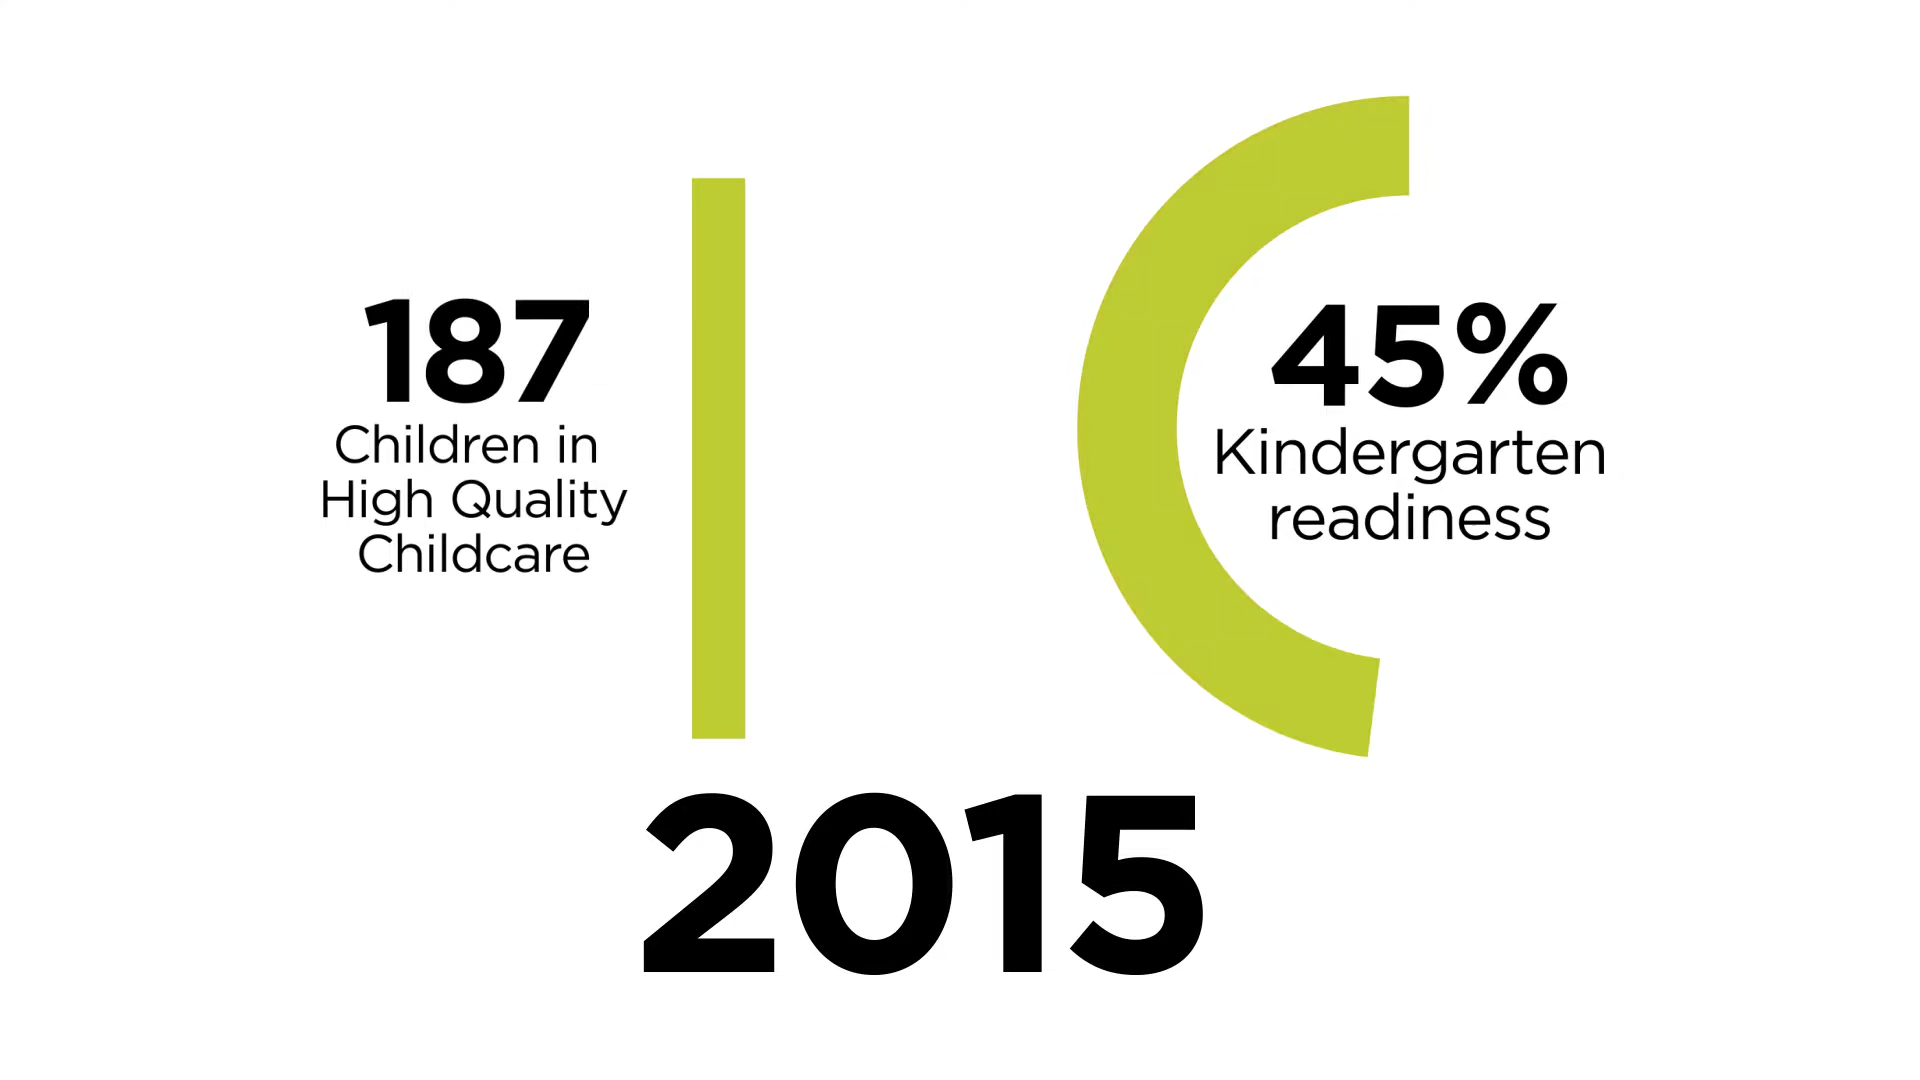 187
Children in
High Quality
Childcare
45%
Kindergarten
readiness
2015